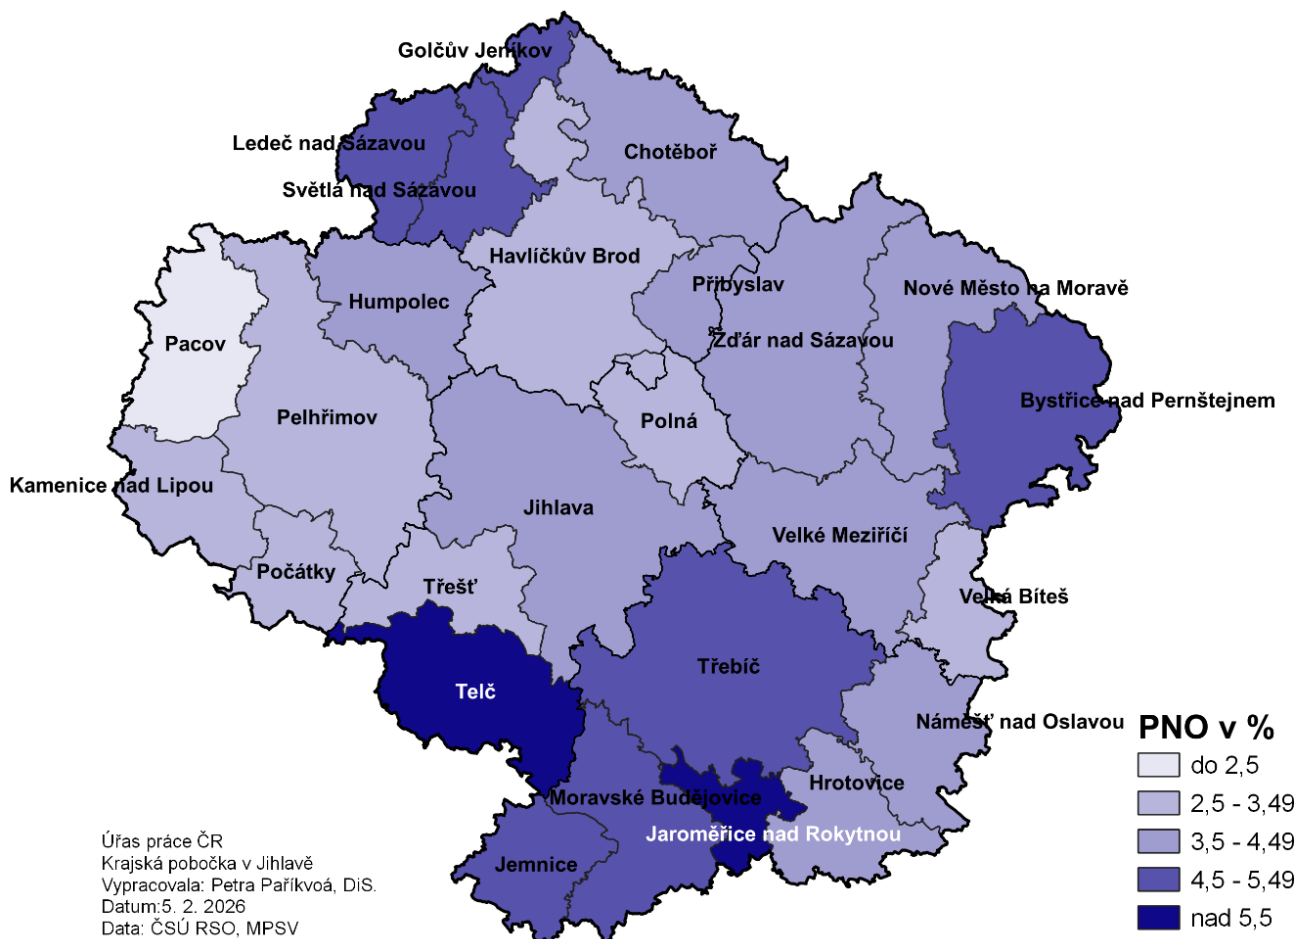 Golčův Jeníkov
Ledeč nad Sázavou
Chotěboř
Světlá nad Sázavou
Havlíčkův Brod
Přibyslav
Nové Město na Moravě
Humpolec
Pacov
Žďár nad Sázavou
Bystřice nad Pernštejnem
Pelhřimov
Polná
Kamenice nad Lipou
Jihlava
Velké Meziříčí
Počátky
Třešť
Velká Bíteš
Třebíč
Telč
Náměšť nad Oslavou
Hrotovice
Moravské Budějovice
Jaroměřice nad Rokytnou
Jemnice
PNO v %
do 2,5
2,5 - 3,49
3,5 - 4,49
4,5 - 5,49
nad 5,5
Úřas práce ČR
Krajská pobočka v Jihlavě
Vypracovala: Petra Paříkvoá, DiS.
Datum:5. 2. 2026
Data: ČSÚ RSO, MPSV